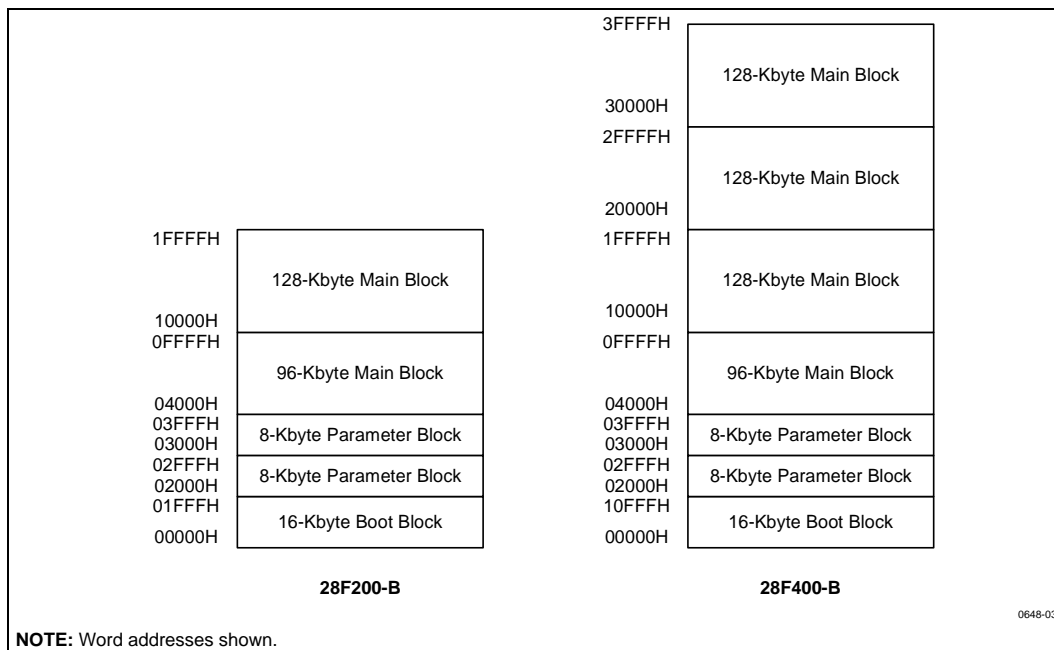 3FFFFH
128-Kbyte Main Block
30000H
2FFFFH
128-Kbyte Main Block
20000H
1FFFFH
1FFFFH
128-Kbyte Main Block
128-Kbyte Main Block
10000H
10000H
0FFFFH
0FFFFH
96-Kbyte Main Block
96-Kbyte Main Block
04000H
04000H
03FFFH
03FFFH
8-Kbyte Parameter Block
8-Kbyte Parameter Block
03000H
03000H
02FFFH
02FFFH
8-Kbyte Parameter Block
8-Kbyte Parameter Block
02000H
02000H
01FFFH
10FFFH
16-Kbyte Boot Block
16-Kbyte Boot Block
00000H
00000H
28F200-B
28F400-B
0648-03
NOTE: Word addresses shown.